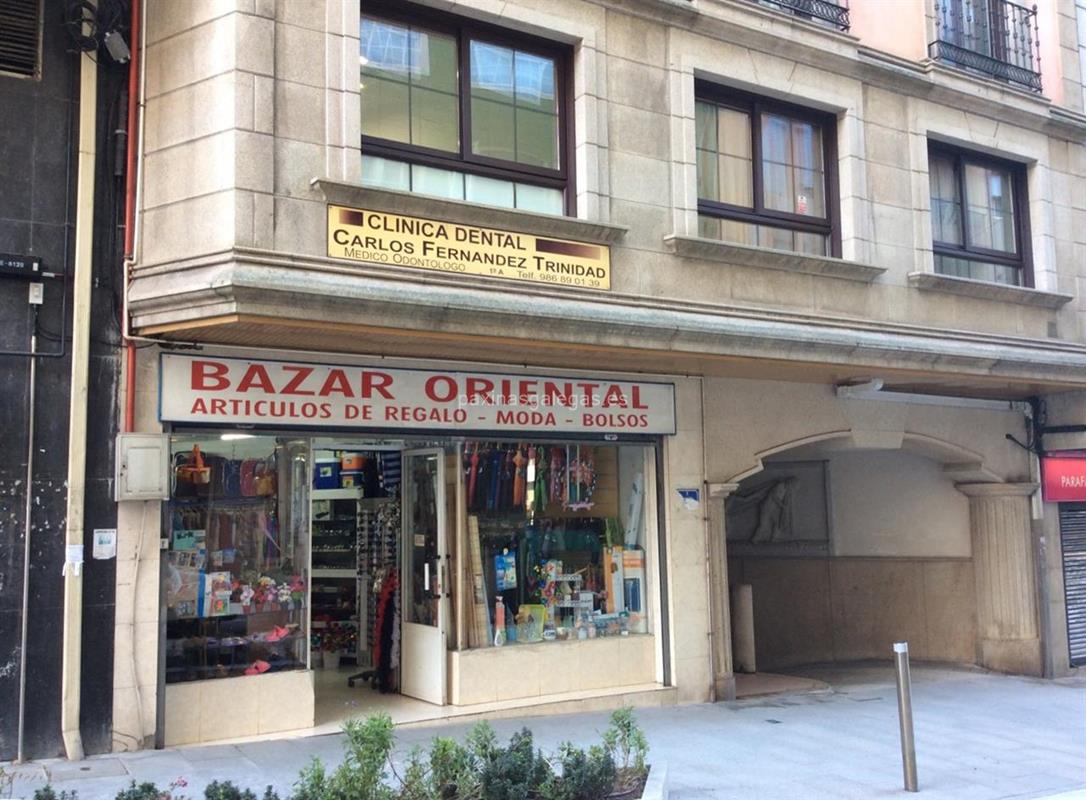 CLINICA DENTAL
CARLOS FERNANDEZ TRINIDAD
MEDICO ODONTOLOGO 1º A Telf. 986 89 01 39
E-8120
BAZAR ORIENTAL
paxinasgalegas.es
ARTICULOS DE REGALO - MODA - BOLSOS
PARAF